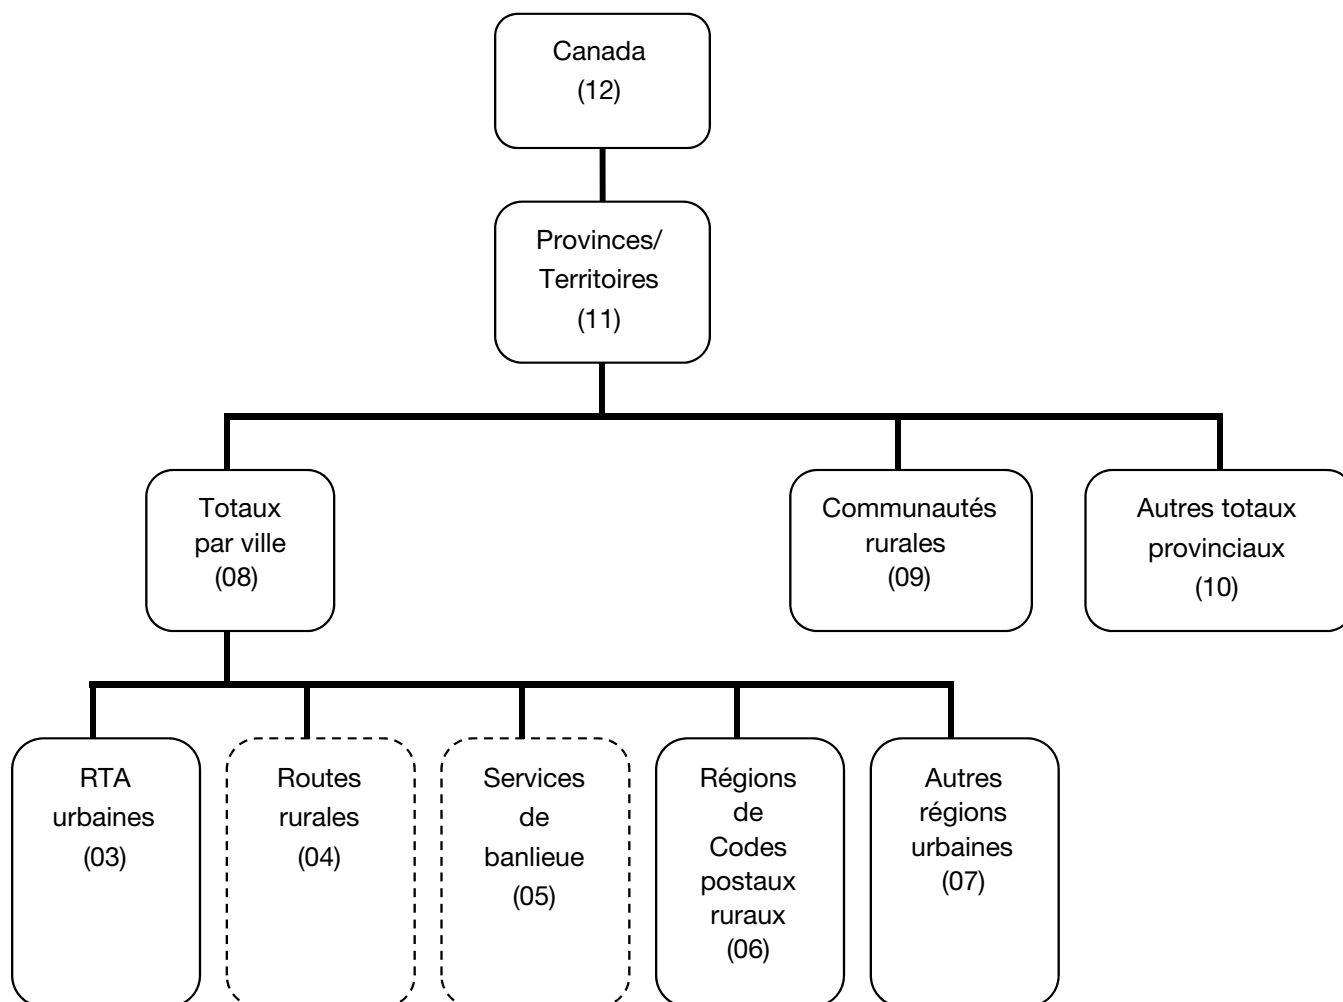 Canada
(12)
Provinces/
Territoires
(11)
Totaux
par ville
(08)
Communautés
rurales
(09)
Autres totaux
provinciaux
(10)
RTA
urbaines
(03)
Routes
rurales
(04)
Services
de
banlieue
(05)
Régions
de
Codes
postaux
ruraux
(06)
Autres
régions
urbaines
(07)